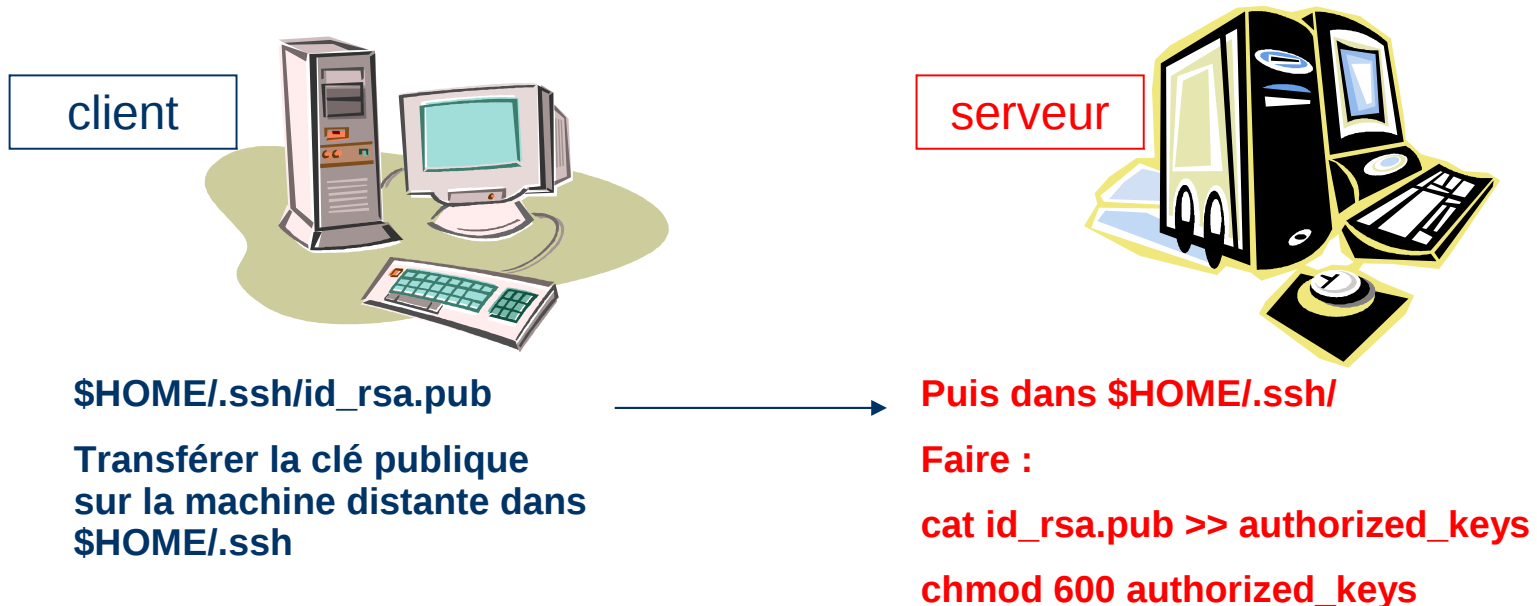 client
serveur
$HOME/.ssh/id_rsa.pub
Transférer la clé publique
sur la machine distante dans
$HOME/.ssh
Puis dans $HOME/.ssh/
Faire :
cat id_rsa.pub >> authorized_keys
chmod 600 authorized_keys